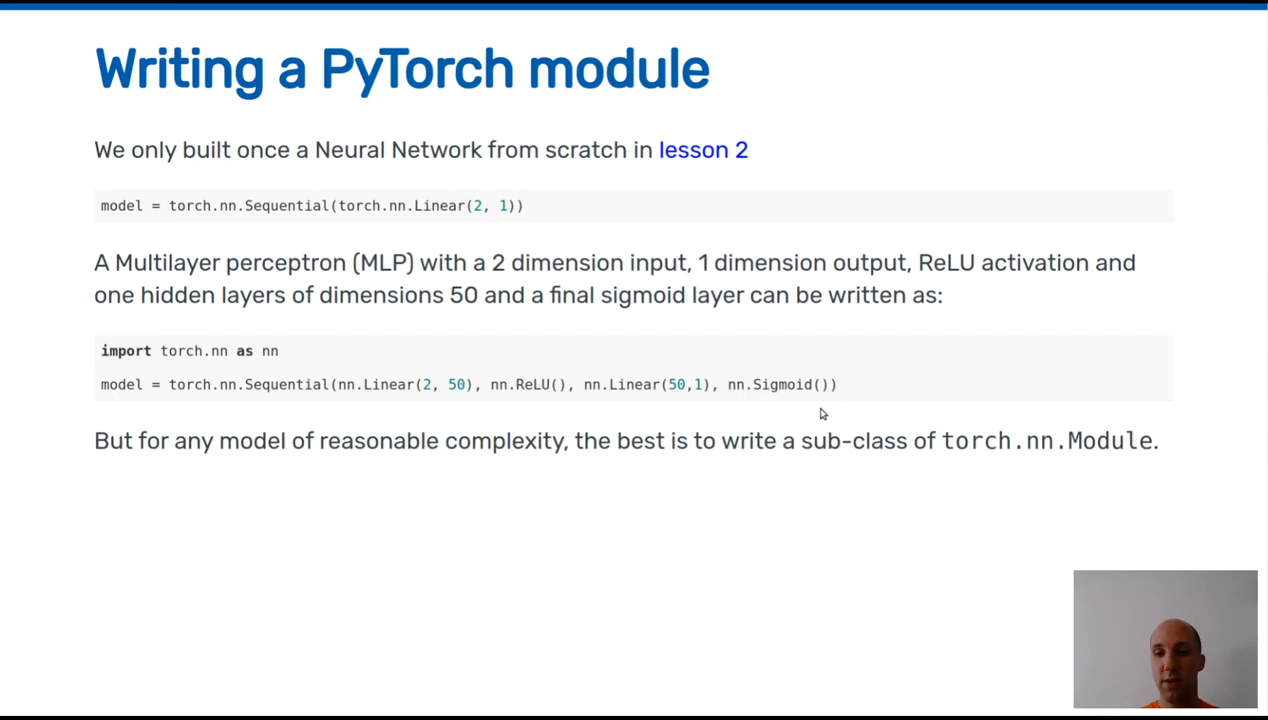 Writing a PyTorch module
We only built once a Neural Network from scratch in lesson 2
model = torch.nn.Sequential(torch.nn.Linear(2, 1))
A Multilayer perceptron (MLP) with a 2 dimension input, 1 dimension output, ReLU activation and
one hidden layers of dimensions 50 and a final sigmoid layer can be written as:
import torch.nn as nn
model = torch.nn.Sequential(nn.Linear(2, 50), nn.ReLU(), nn.Linear(50,1), nn.Sigmoid())
But for any model of reasonable complexity, the best is to write a sub-class of torch.nn.Module.